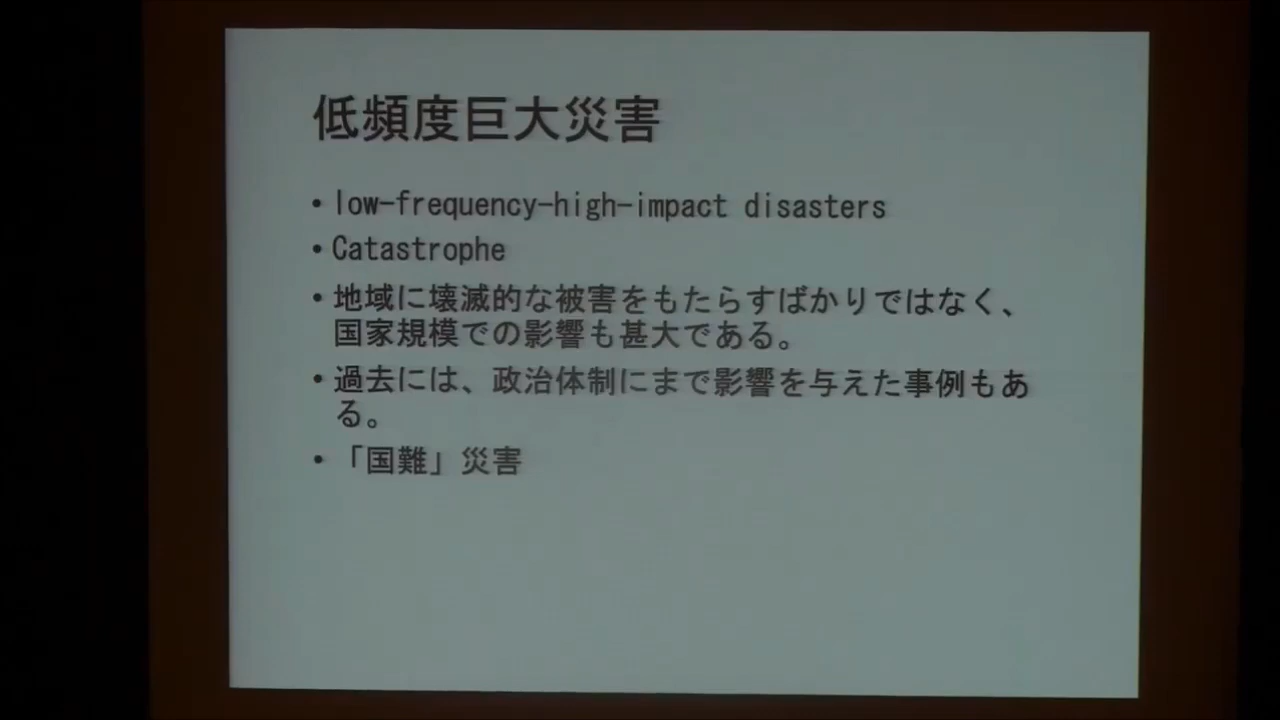 低頻度巨大災害
• low-frequency-high-impact disasters
• Catastrophe
• 地域に壊滅的な被害をもたらすばかりではなく、
国家規模での影響も甚大である。
• 過去には、政治体制にまで影響を与えた事例もあ
る。
• 「国難」災害